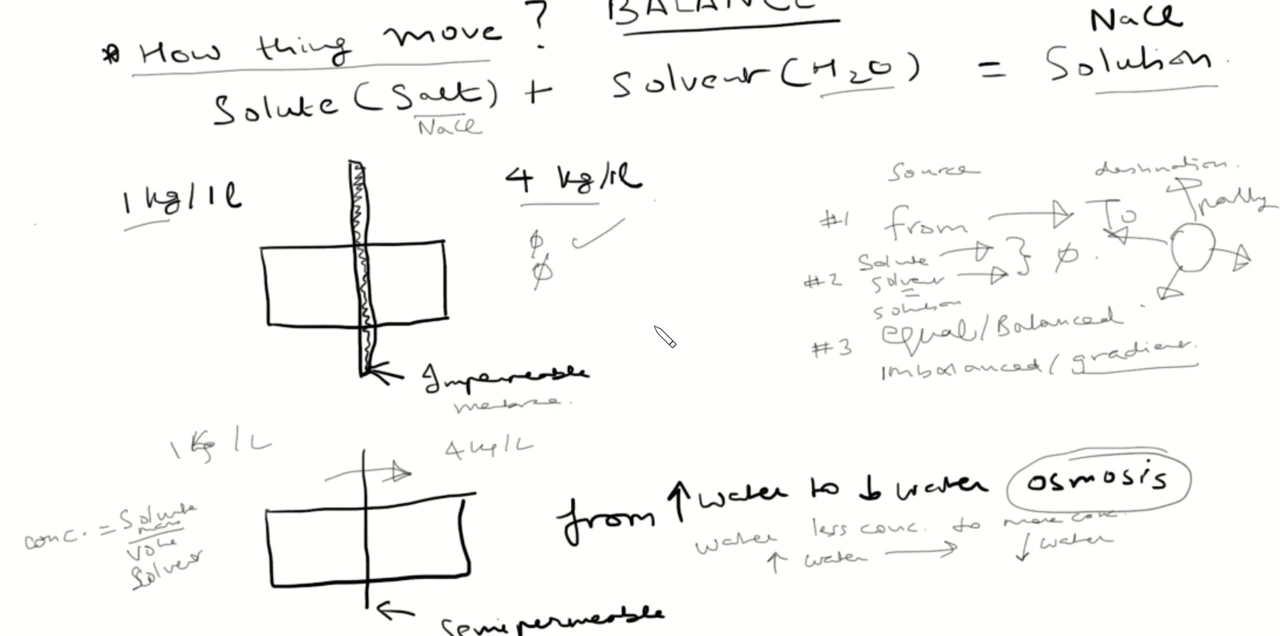 * How thing move? BALANCE
NaCl
Solute (Salt) + Solvent (H2O) = Solution.
NaCl
1 kg/1l
4 kg/1l
φ ✓
φ
Source destination.
#1 from → To
#2 Solute →
solvent → } φ.
=
solution
#3 equal/Balanced
Imbalanced/gradient.
Impermeable
1 kg/L
4 kg/L
conc. = Solute
mass
Solvent
from ↑ water to ↓ water osmosis
water less conc. to more conc.
↑ water → ↓ water
Semipermeable